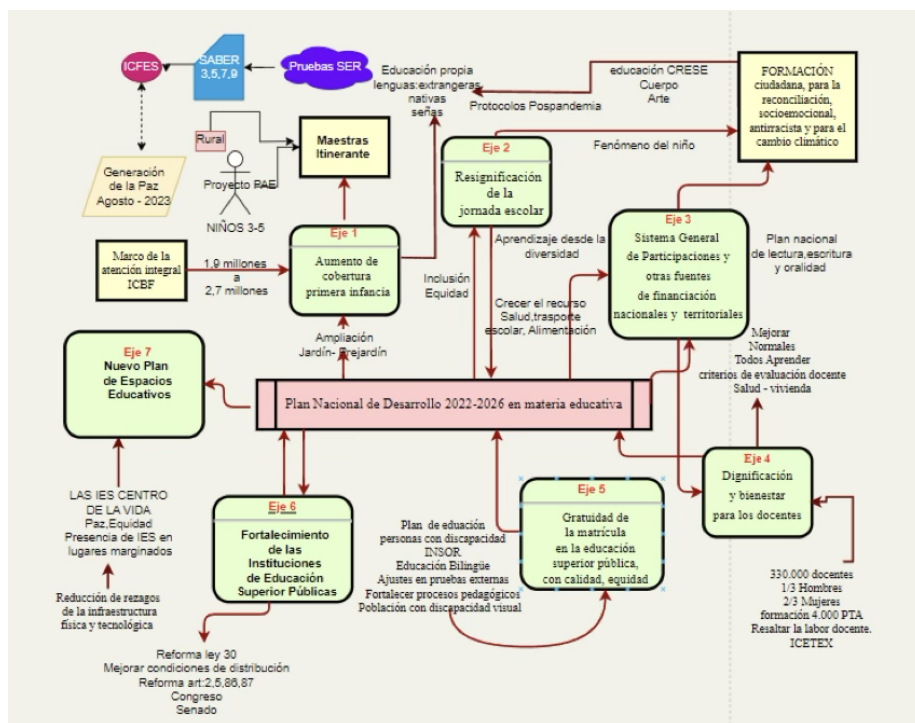 ICFES
SABER
3,5,7,9
Pruebas SER
Educación propia
lenguas:extrangeras,
nativas
señas
educación CRESE
Cuerpo
Arte
Protocolos Pospandemia
FORMACIÓN
ciudadana, para la
reconciliación,
socioemocional,
antirracista y para el
cambio climático
Rural
Maestras
Itinerante
Generación
de la Paz
Agosto - 2023
Proyecto PAE
NIÑOS 3-5
Eje 2
Resignificación
de la
jornada escolar
Fenómeno del niño
Marco de la
atención integral
ICBF
1,9 millones
a
2,7 millones
Eje 1
Aumento de
cobertura
primera infancia
Inclusión
Equidad
Aprendizaje desde la
diversidad
Eje 3
Sistema General
de Participaciones y
otras fuentes
de financiación
nacionales y territoriales
Plan nacional
de lectura,escritura
y oralidad
Crecer el recurso
Salud,trasporte
escolar, Alimentación
Ampliación
Jardín- Prejardín
Mejorar
Normales
Todos Aprender
criterios de evaluación docente
Salud - vivienda
Eje 7
Nuevo Plan
de Espacios
Educativos
Plan Nacional de Desarrollo 2022-2026 en materia educativa
Eje 4
Dignificación
y bienestar
para los docentes
LAS IES CENTRO
DE LA VIDA
Paz,Equidad
Presencia de IES en
lugares marginados
Eje 6
Fortalecimiento
de las
Instituciones
de Educación
Superior Públicas
Plan de eduación
personas con discapacidad
INSOR
Educación Bilingüe
Ajustes en pruebas externas
Fortalecer procesos pedagógicos
Población con discapacidad visual
Eje 5
Gratuidad de
la matrícula
en la educación
superior pública,
con calidad, equidad
330.000 docentes
1/3 Hombres
2/3 Mujeres
formación 4.000 PTA
Resaltar la labor docente.
ICETEX
Reducción de rezagos
de la infraestructura
física y tecnológica
Reforma ley 30
Mejorar condiciones de distribución
Reforma art:2,5,86,87
Congreso
Senado